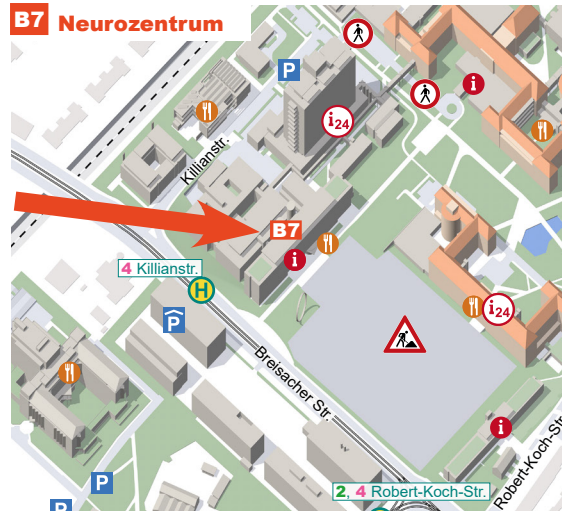 B7 Neurozentrum
P
i
i24
Killianstr.
B7
i
4 Killianstr.
H
P
i24
Breisacher Str.
i
P
P
2, 4 Robert-Koch-Str.
Robert-Koch-Str